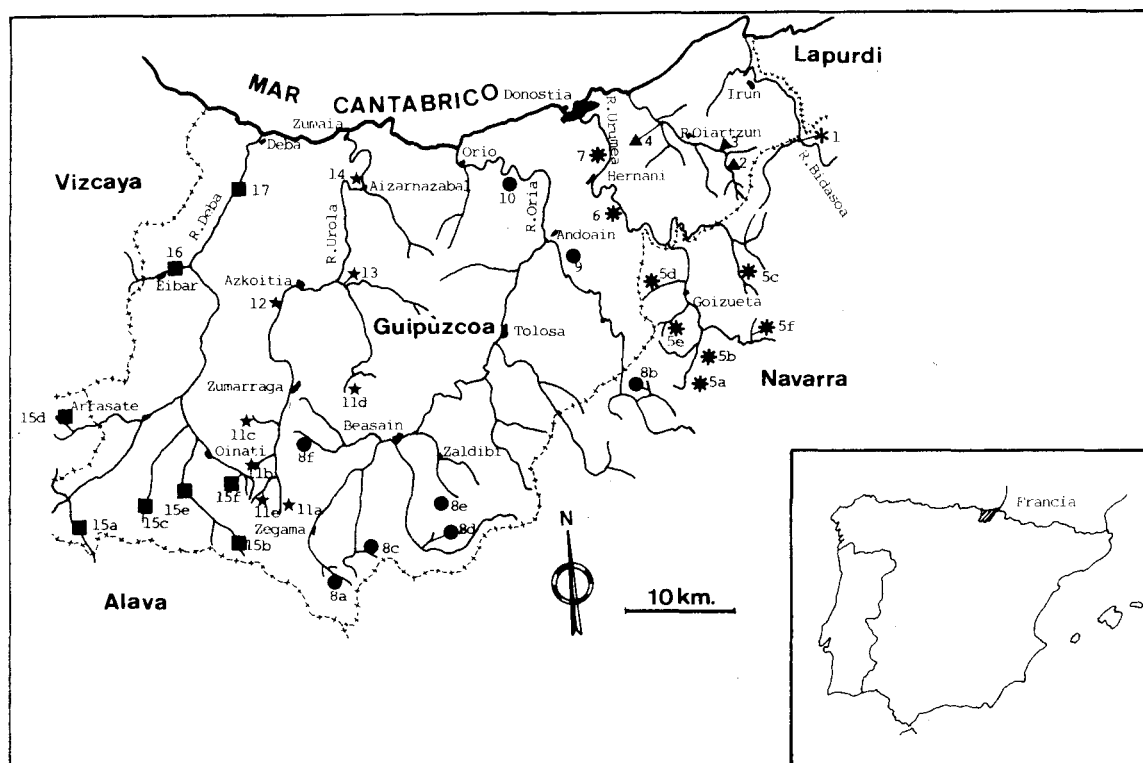 Lapurdi
MAR CANTABRICO
Donostia
Irun
Zumaia
Deba
R.Urumea
4
R.Oiartzun
3
1
2
Orio
7
Hernani
R.Bidasoa
Vizcaya
17
14
Aizarnazabal
10
R.Deba
R.Urola
R.Oria
6
Andoain
16
Eibar
Azkoitia
13
9
5d
5c
12
Goizueta
Guipuzcoa
Tolosa
5e
5f
5b
Zumarraga
11d
8b
5a
Navarra
15d
Arrasate
11c
Beasain
Oinati
8f
Zaldibi
11b
15f
11e
11a
8e
15a
15c
15e
Zegama
8d
15b
8c
8a
N
Alava
10 km.
Francia